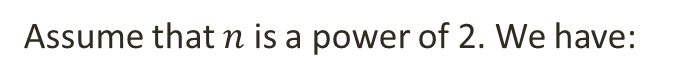 Assume that 𝑛 is a power of 2. We have: